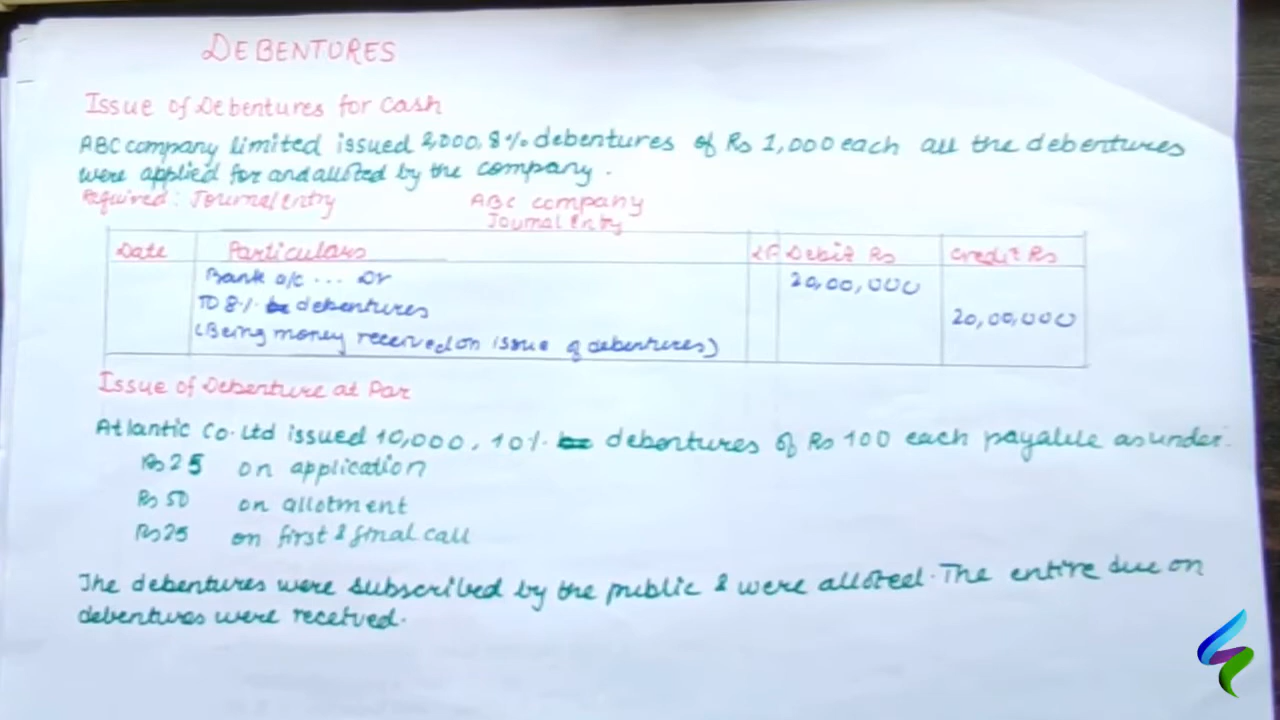 DEBENTURES
Issue of Debentures for cash
ABC company limited issued 2,000, 8% debentures of Rs 1,000 each all the debentures
were applied for and alloted by the company.
Required: Journal entry
ABC company
Journal Entry
Date Particulars LF Debit Rs Credit Rs
Bank a/c ... Dr 20,00,000
To 8% debentures 20,00,000
(Being money received on issue of debentures)
Issue of Debenture at Par
Atlantic Co. Ltd issued 10,000, 10% debentures of Rs 100 each payable as under.
Rs 25 on application
Rs 50 on allotment
Rs 25 on first & final call
The debentures were subscribed by the public & were alloted. The entire due on
debentures were received.